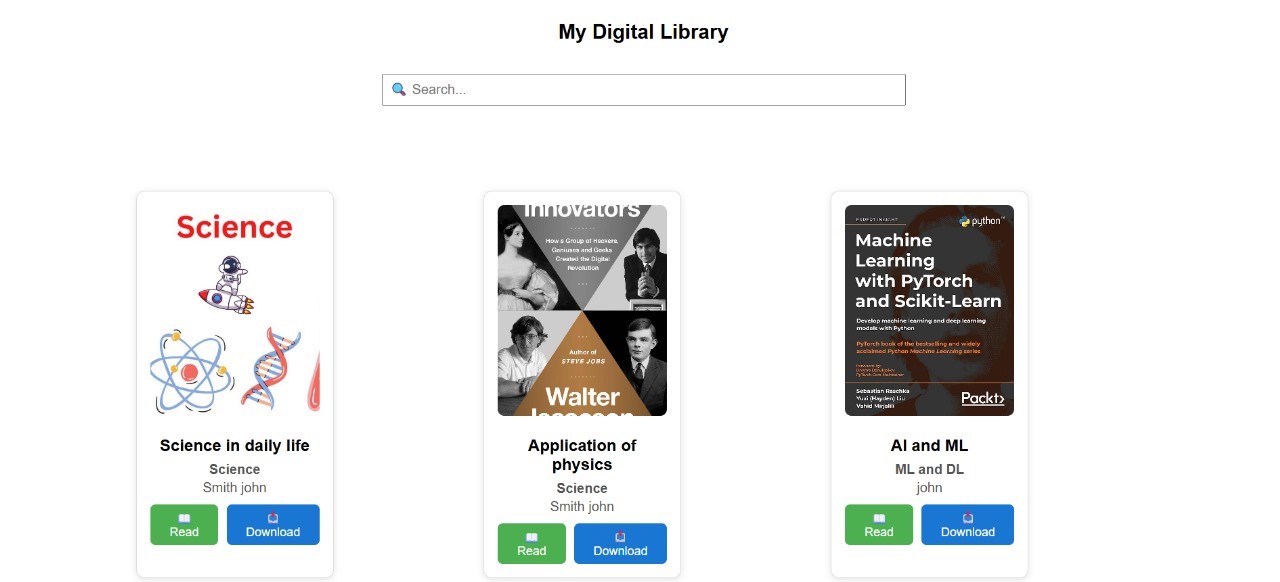 My Digital Library
🔍 Search...
Science
Science in daily life
Science
Smith john
📖
Read
📥
Download
Innovators
How a Group of Hackers,
Geniuses and Geeks
Created the Digital
Revolution
Author of
STEVE JOBS
Walter
Isaacson
Application of
physics
Science
Smith john
📖
Read
📥
Download
EXPERT INSIGHT
python™
Machine
Learning
with PyTorch
and Scikit-Learn
Develop machine learning and deep learning
models with Python
PyTorch book of the bestselling and widely
acclaimed Python Machine Learning series
Sebastian Raschka
Yuxi (Hayden) Liu
Vahid Mirjalili
Packt>
AI and ML
ML and DL
john
📖
Read
📥
Download